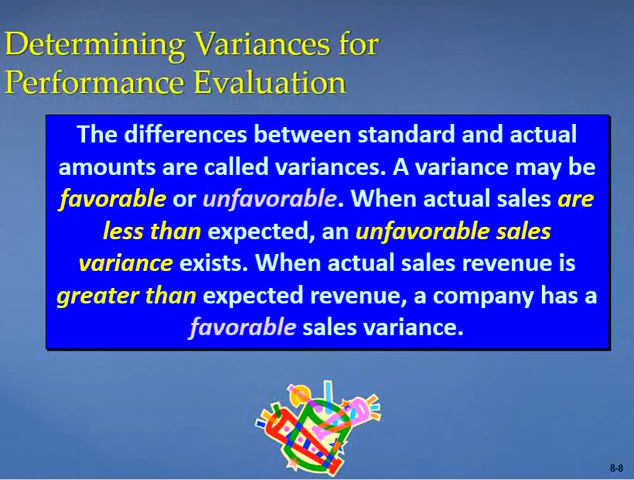 Determining Variances for
Performance Evaluation
The differences between standard and actual
amounts are called variances. A variance may be
favorable or unfavorable. When actual sales are
less than expected, an unfavorable sales
variance exists. When actual sales revenue is
greater than expected revenue, a company has a
favorable sales variance.
8-8